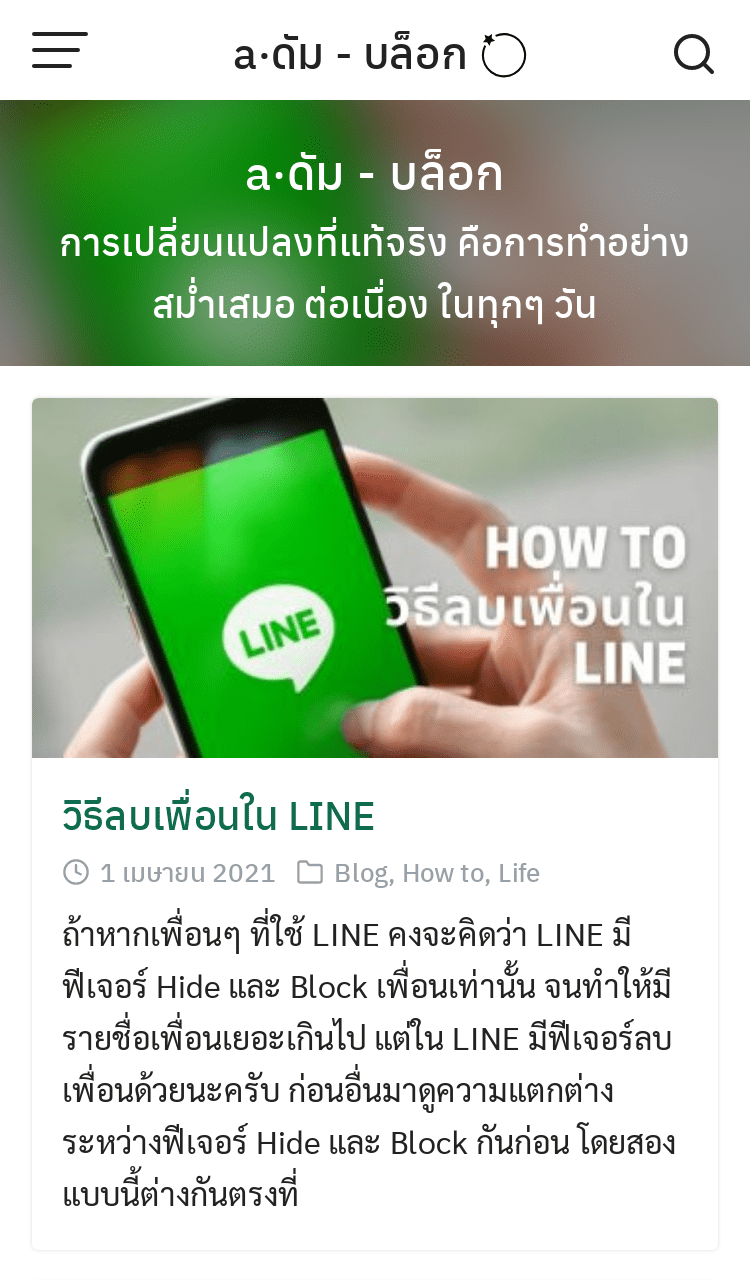 a·ดัม - บล็อก
a·ดัม - บล็อก
การเปลี่ยนแปลงที่แท้จริง คือการทำอย่าง
สม่ำเสมอ ต่อเนื่อง ในทุกๆ วัน
HOW TO
วิธีลบเพื่อนใน
LINE
LINE
วิธีลบเพื่อนใน LINE
1 เมษายน 2021 Blog, How to, Life
ถ้าหากเพื่อนๆ ที่ใช้ LINE คงจะคิดว่า LINE มี
ฟีเจอร์ Hide และ Block เพื่อนเท่านั้น จนทำให้มี
รายชื่อเพื่อนเยอะเกินไป แต่ใน LINE มีฟีเจอร์ลบ
เพื่อนด้วยนะครับ ก่อนอื่นมาดูความแตกต่าง
ระหว่างฟีเจอร์ Hide และ Block กันก่อน โดยสอง
แบบนี้ต่างกันตรงที่